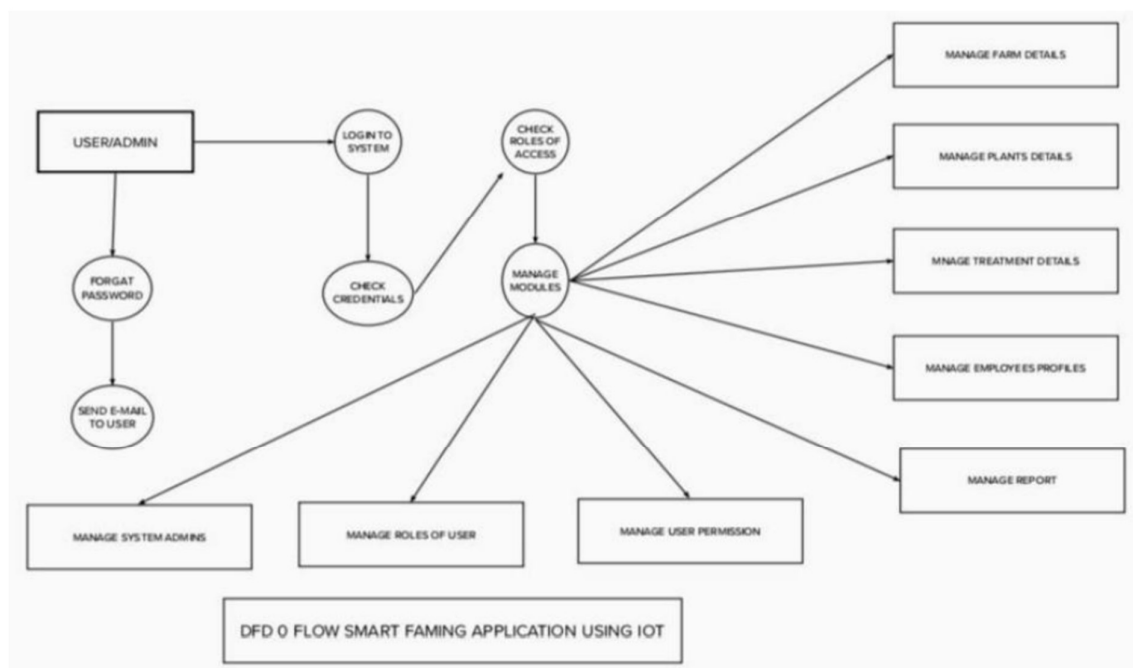 MANAGE FARM DETAILS
USER/ADMIN
LOGIN TO
SYSTEM
CHECK
ROLES OF
ACCESS
MANAGE PLANTS DETAILS
MNAGE TREATMENT DETAILS
FORGAT
PASSWORD
CHECK
CREDENTIALS
MANAGE
MODULES
MANAGE EMPLOYEES PROFILES
SEND E-MAIL
TO USER
MANAGE REPORT
MANAGE SYSTEM ADMINS
MANAGE ROLES OF USER
MANAGE USER PERMISSION
DFD 0 FLOW SMART FAMING APPLICATION USING IOT